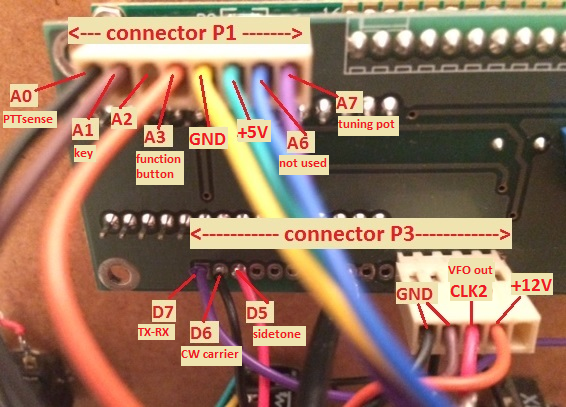 <--- connector P1 ------->
A0
PTTsense
A1
key
A2
A3
function
button
GND
+5V
A6
not used
A7
tuning pot
<----------- connector P3------------>
D7
TX-RX
D6
CW carrier
D5
sidetone
GND
VFO out
CLK2
+12V